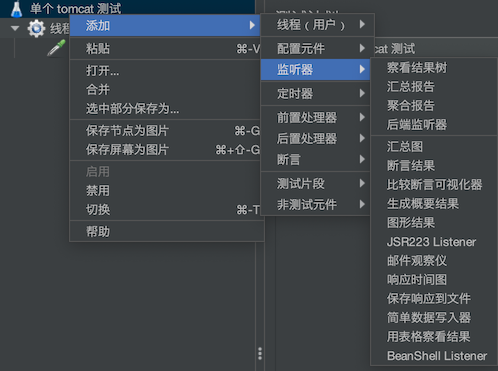 单个 tomcat 测试
线程
添加
粘贴 ⌘-V
打开...
合并
选中部分保存为...
保存节点为图片 ⌘-G
保存屏幕为图片 ⌘+⇧-G
启用
禁用
切换 ⌘-T
帮助
线程（用户）
配置元件
监听器
定时器
前置处理器
后置处理器
断言
测试片段
非测试元件
cat 测试
察看结果树
汇总报告
聚合报告
后端监听器
汇总图
断言结果
比较断言可视化器
生成概要结果
图形结果
JSR223 Listener
邮件观察仪
响应时间图
保存响应到文件
简单数据写入器
用表格察看结果
BeanShell Listener